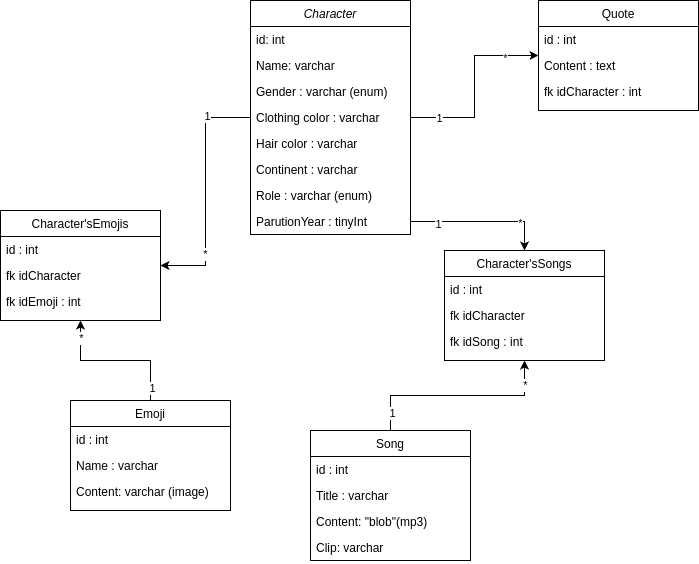 Character
id: int
Name: varchar
Gender : varchar (enum)
Clothing color : varchar
Hair color : varchar
Continent : varchar
Role : varchar (enum)
ParutionYear : tinyInt
Quote
id : int
Content : text
fk idCharacter : int
1
*
1
*
1
*
Character'sEmojis
id : int
fk idCharacter
fk idEmoji : int
Character'sSongs
id : int
fk idCharacter
fk idSong : int
*
1
*
1
Emoji
id : int
Name : varchar
Content: varchar (image)
Song
id : int
Title : varchar
Content: "blob"(mp3)
Clip: varchar